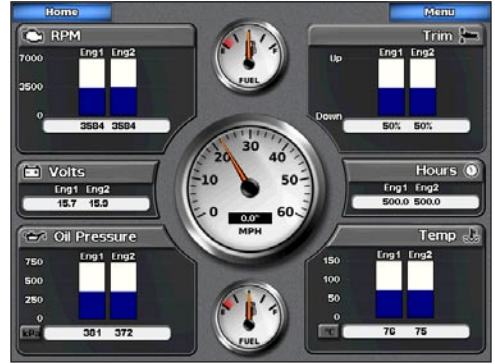 Home
Menu
RPM
Eng1 Eng2
7000
3500
0
3584 3584
FUEL
Trim
Eng1 Eng2
Up
Down
50% 50%
Volts
Eng1 Eng2
15.7 15.9
0 10 20 30 40 50 60
0.0
MPH
Hours
Eng1 Eng2
500.0 500.0
Oil Pressure
Eng1 Eng2
750
500
250
0
kPa
381 372
FUEL
Temp
Eng1 Eng2
150
100
50
0
°C
76 75